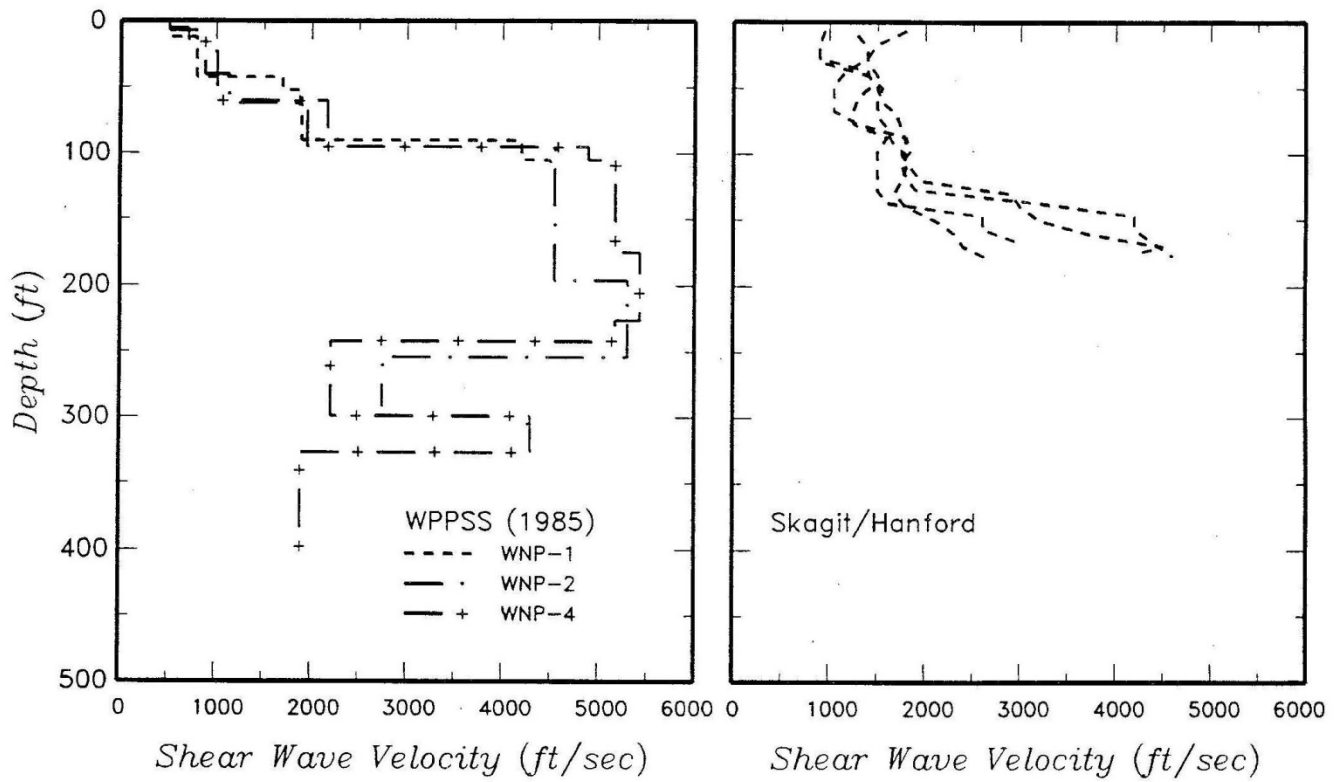 0
100
200
300
400
500
Depth (ft)
WPPSS (1985)
WNP-1
WNP-2
WNP-4
0 1000 2000 3000 4000 5000 6000
Shear Wave Velocity (ft/sec)
Skagit/Hanford
0 1000 2000 3000 4000 5000 6000
Shear Wave Velocity (ft/sec)